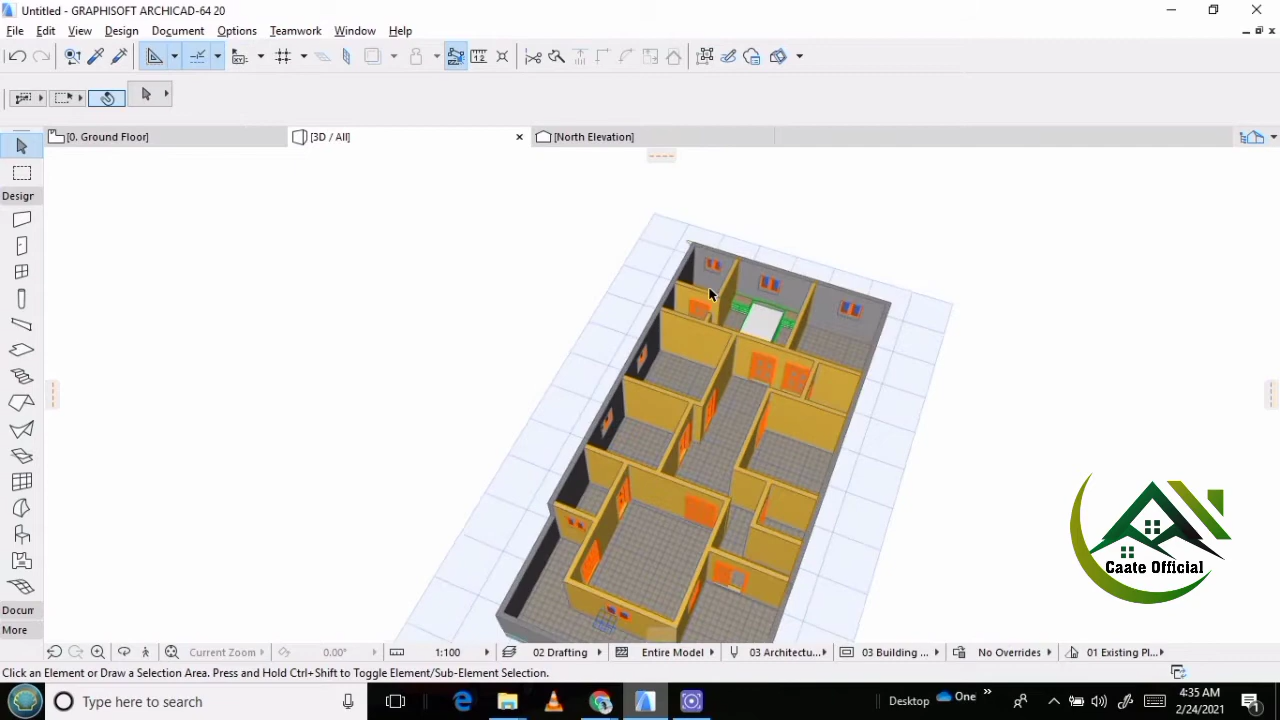 Untitled - GRAPHISOFT ARCHICAD-64 20
File Edit View Design Document Options Teamwork Window Help
[0. Ground Floor]
[3D / All]
[North Elevation]
Design
Caate Official
Docum
More
Current Zoom
0.00°
1:100
02 Drafting
Entire Model
03 Architectu...
03 Building ...
No Overrides
01 Existing Pl...
Click an Element or Draw a Selection Area. Press and Hold Ctrl+Shift to Toggle Element/Sub-Element Selection.
Type here to search
Desktop
One
4:35 AM
2/24/2021